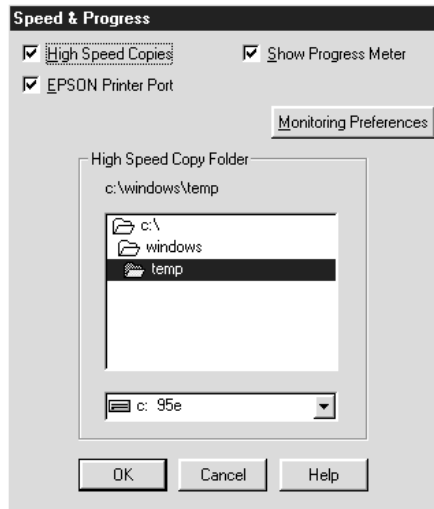 Speed & Progress
High Speed Copies Show Progress Meter
EPSON Printer Port
Monitoring Preferences
High Speed Copy Folder
c:\windows\temp
c:\
windows
temp
c: 95e
OK Cancel Help